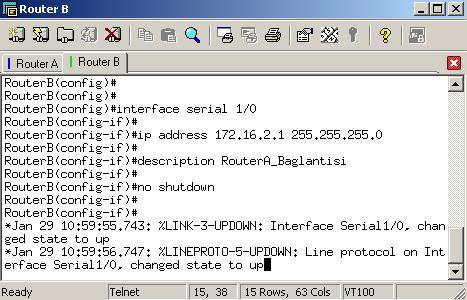 Router B
Router A
Router B
RouterB(config)#
RouterB(config)#
RouterB(config)#interface serial 1/0
RouterB(config-if)#
RouterB(config-if)#ip address 172.16.2.1 255.255.255.0
RouterB(config-if)#
RouterB(config-if)#description RouterA_Baglantisi
RouterB(config-if)#
RouterB(config-if)#no shutdown
RouterB(config-if)#
RouterB(config-if)#
*Jan 29 10:59:55.743: %LINK-3-UPDOWN: Interface Serial1/0, chan
ged state to up
*Jan 29 10:59:56.747: %LINEPROTO-5-UPDOWN: Line protocol on Int
erface Serial1/0, changed state to up
Ready
Telnet
15, 38
15 Rows, 63 Cols
VT100